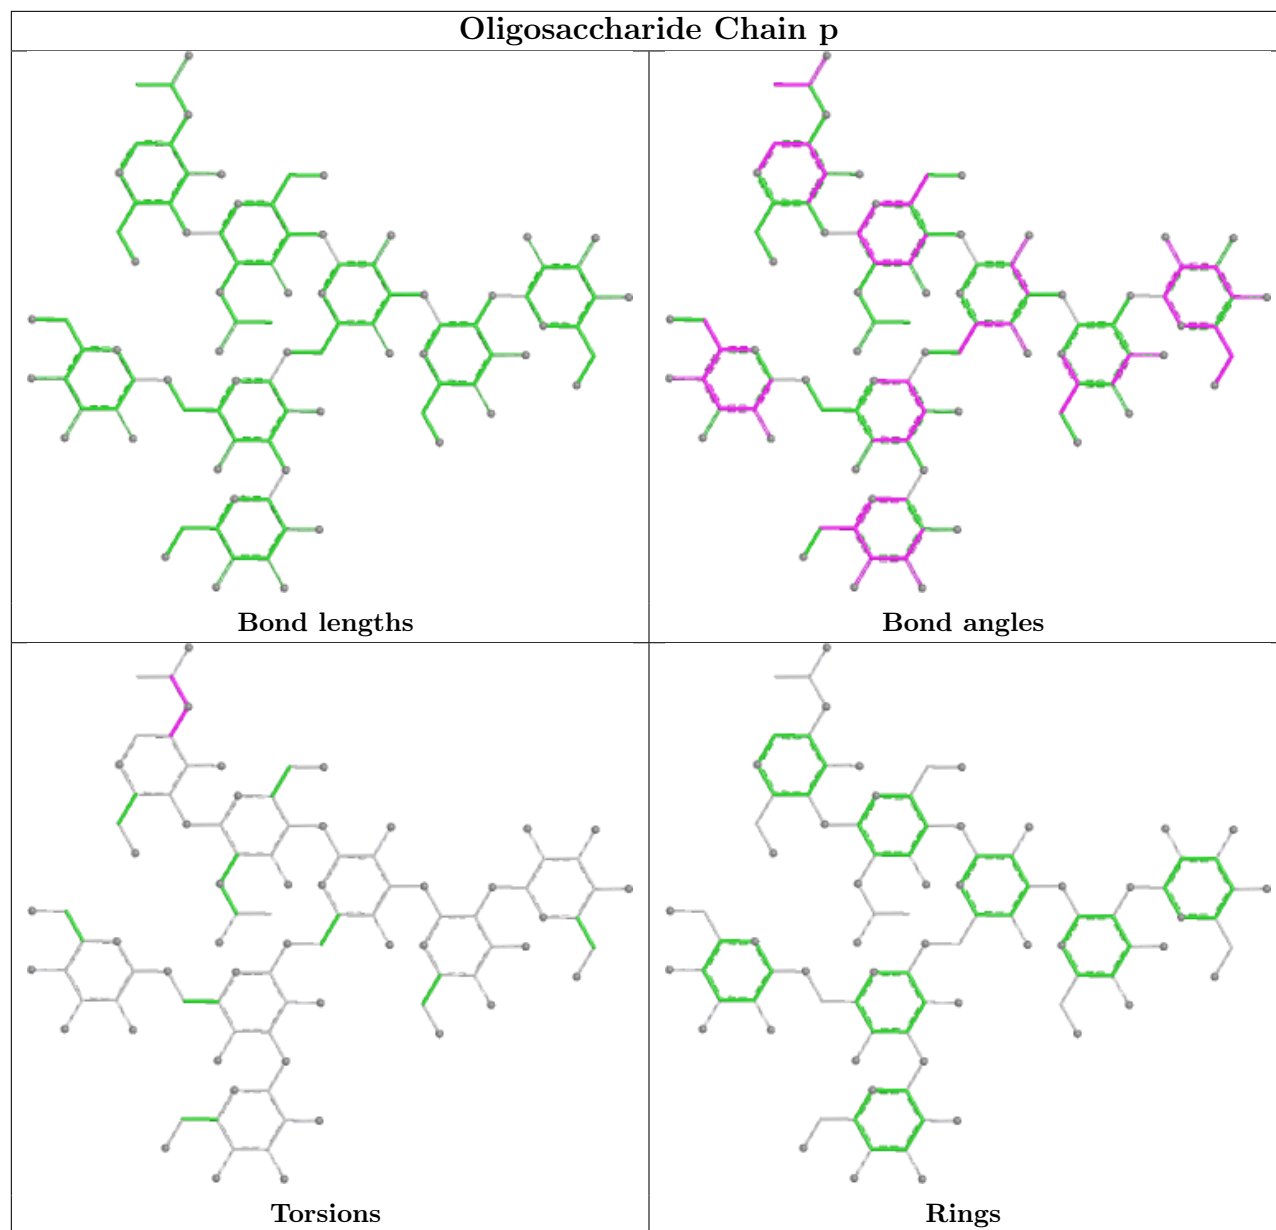 Oligosaccharide Chain p
Bond lengths
Bond angles
Torsions
Rings